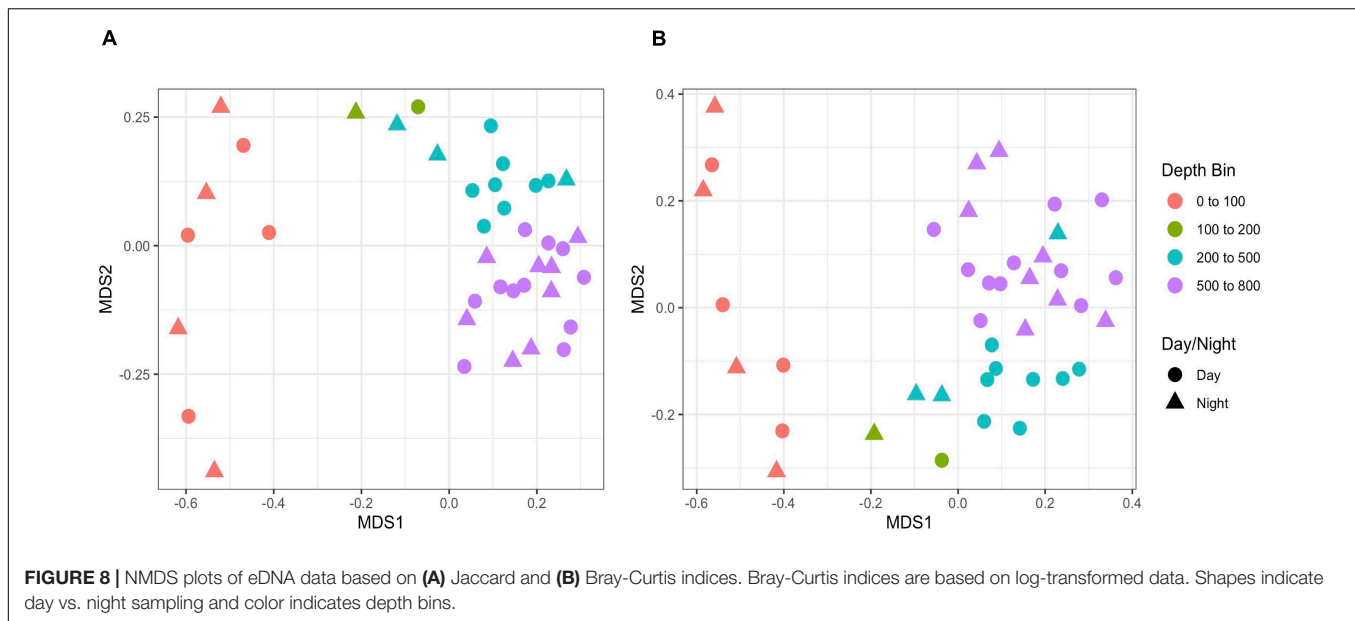 A
B
0.25
0.00
-0.25
MDS2
-0.6
-0.4
-0.2
0.0
0.2
MDS1
0.4
0.2
0.0
-0.2
MDS2
-0.6
-0.4
-0.2
0.0
0.2
0.4
MDS1
Depth Bin
0 to 100
100 to 200
200 to 500
500 to 800
Day/Night
Day
Night
FIGURE 8 | NMDS plots of eDNA data based on (A) Jaccard and (B) Bray-Curtis indices. Bray-Curtis indices are based on log-transformed data. Shapes indicate
day vs. night sampling and color indicates depth bins.